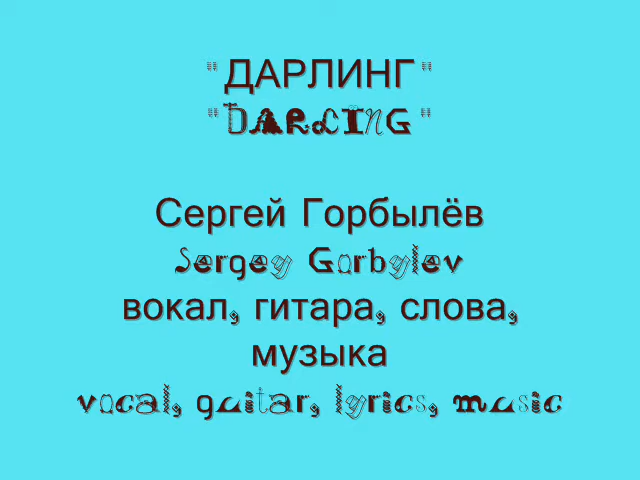 "ДАРЛИНГ"
"DARLING"
Сергей Горбылёв
Sergey Gorbylev
вокал, гитара, слова,
музыка
vocal, guitar, lyrics, music